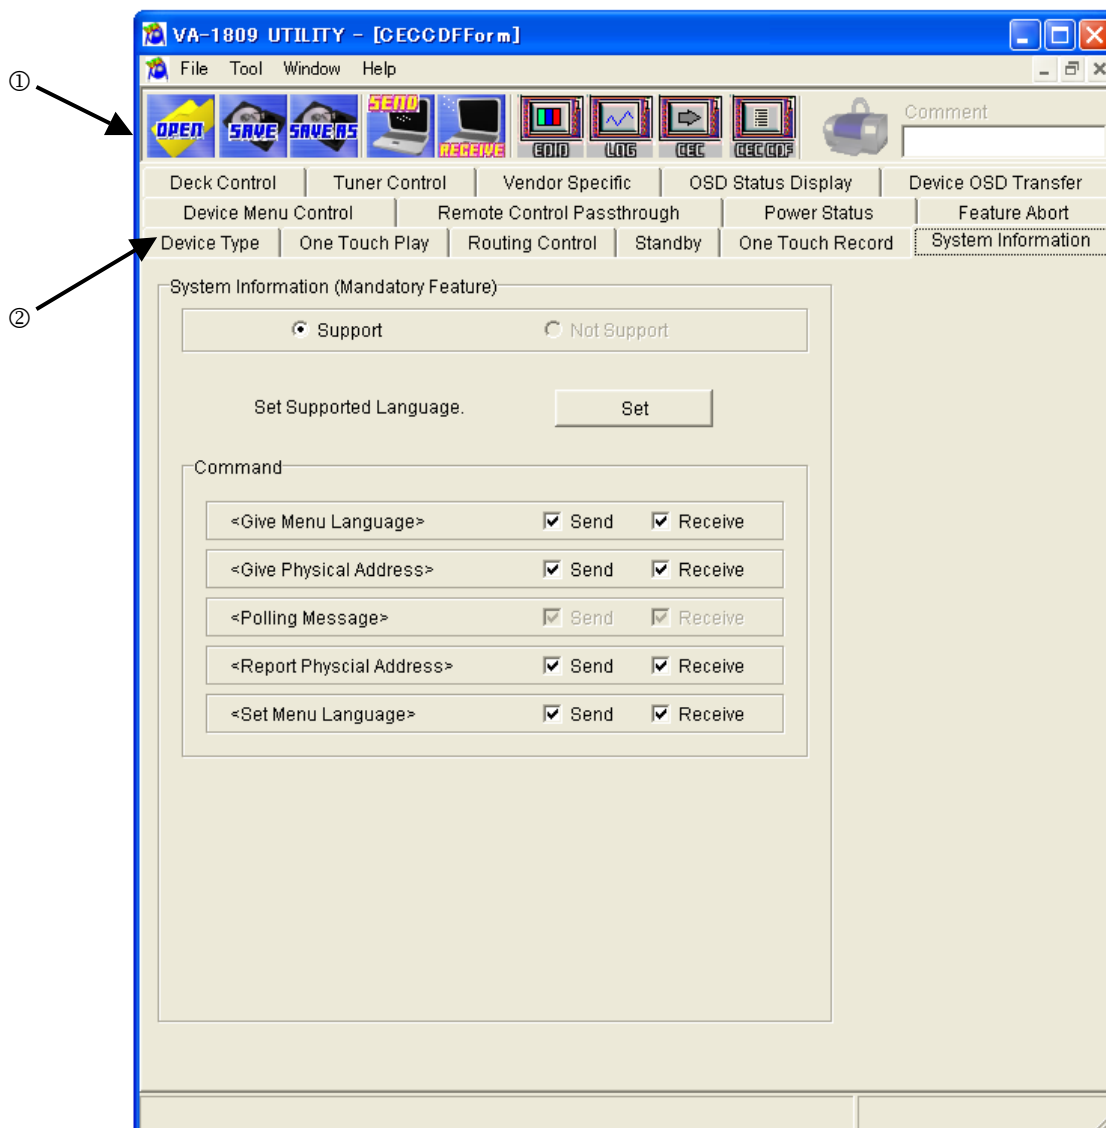 VA-1809 UTILITY - [CECCDFForm]
File Tool Window Help
①
OPEN SAVE SAVE AS SEND RECEIVE EDID LOG CEC CEC CDF Comment
Deck Control Tuner Control Vendor Specific OSD Status Display Device OSD Transfer
Device Menu Control Remote Control Passthrough Power Status Feature Abort
Device Type One Touch Play Routing Control Standby One Touch Record System Information
②
System Information (Mandatory Feature)
Support Not Support
Set Supported Language. Set
Command
<Give Menu Language> Send Receive
<Give Physical Address> Send Receive
<Polling Message> Send Receive
<Report Physcial Address> Send Receive
<Set Menu Language> Send Receive